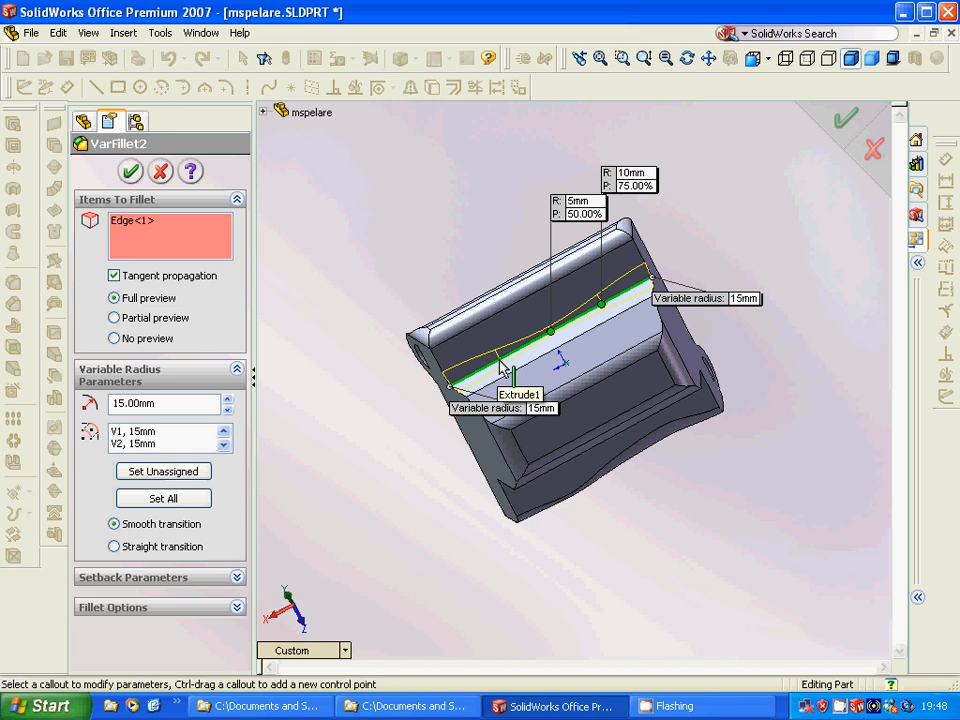 SolidWorks Office Premium 2007 - [mspelare.SLDPRT *]
File Edit View Insert Tools Window Help
SolidWorks Search
mspelare
VarFillet2
Items To Fillet
Edge<1>
Tangent propagation
Full preview
Partial preview
No preview
Variable Radius
Parameters
15.00mm
V1, 15mm
V2, 15mm
Set Unassigned
Set All
Smooth transition
Straight transition
Setback Parameters
Fillet Options
R: 10mm
P: 75.00%
R: 5mm
P: 50.00%
Variable radius: 15mm
Extrude1
Variable radius: 15mm
Y
X
Z
Custom
Select a callout to modify parameters, Ctrl-drag a callout to add a new control point
Editing Part
Start
C:\Documents and S...
C:\Documents and S...
SolidWorks Office Pr...
Flashing
19:48